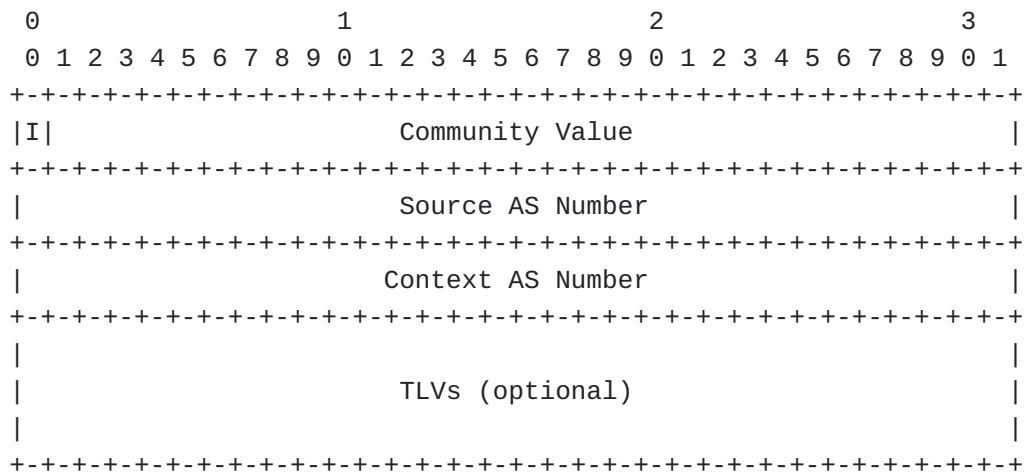 0                   1                   2                   3
 0 1 2 3 4 5 6 7 8 9 0 1 2 3 4 5 6 7 8 9 0 1 2 3 4 5 6 7 8 9 0 1
+-+-+-+-+-+-+-+-+-+-+-+-+-+-+-+-+-+-+-+-+-+-+-+-+-+-+-+-+-+-+-+-+
|I|                      Community Value                        |
+-+-+-+-+-+-+-+-+-+-+-+-+-+-+-+-+-+-+-+-+-+-+-+-+-+-+-+-+-+-+-+-+
|                        Source AS Number                       |
+-+-+-+-+-+-+-+-+-+-+-+-+-+-+-+-+-+-+-+-+-+-+-+-+-+-+-+-+-+-+-+-+
|                       Context AS Number                       |
+-+-+-+-+-+-+-+-+-+-+-+-+-+-+-+-+-+-+-+-+-+-+-+-+-+-+-+-+-+-+-+-+
|                                                               |
|                        TLVs (optional)                        |
|                                                               |
+-+-+-+-+-+-+-+-+-+-+-+-+-+-+-+-+-+-+-+-+-+-+-+-+-+-+-+-+-+-+-+-+